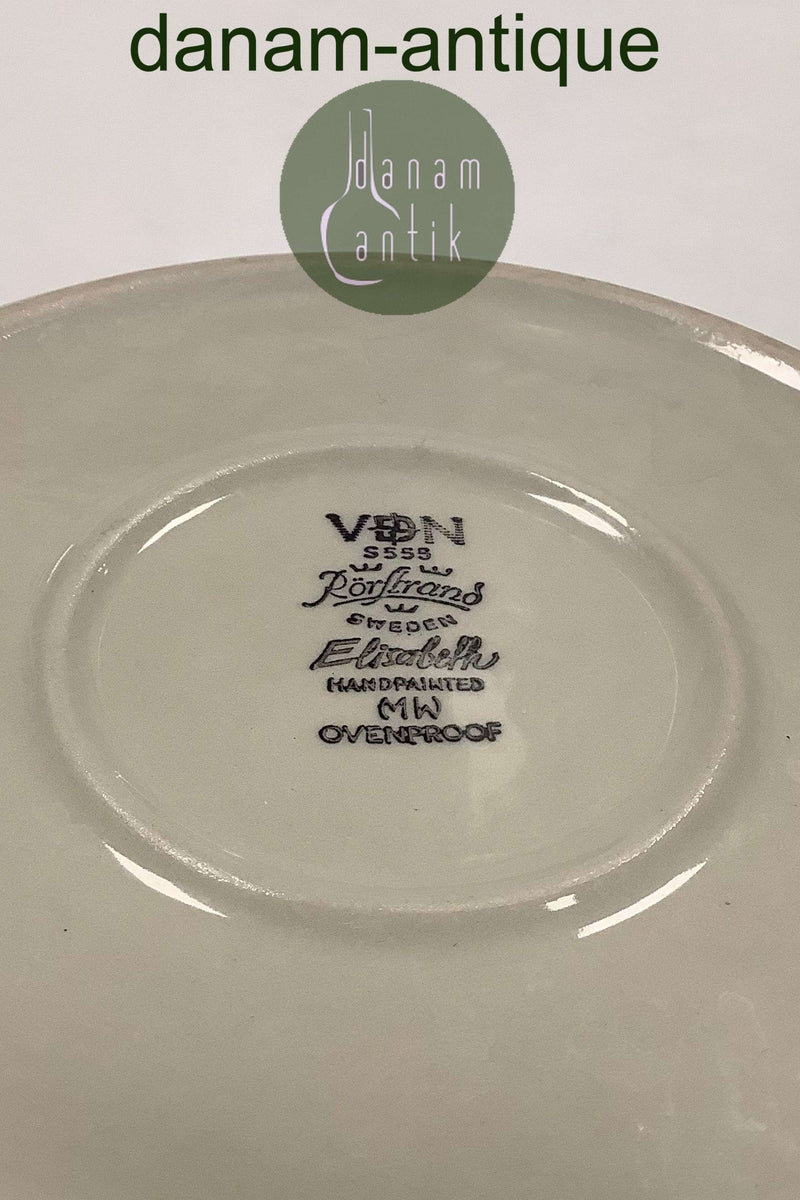 danam-antique
danam
antik
VDN
S558
Rörstrand
SWEDEN
Elisabeth
HANDPAINTED
MW
OVENPROOF